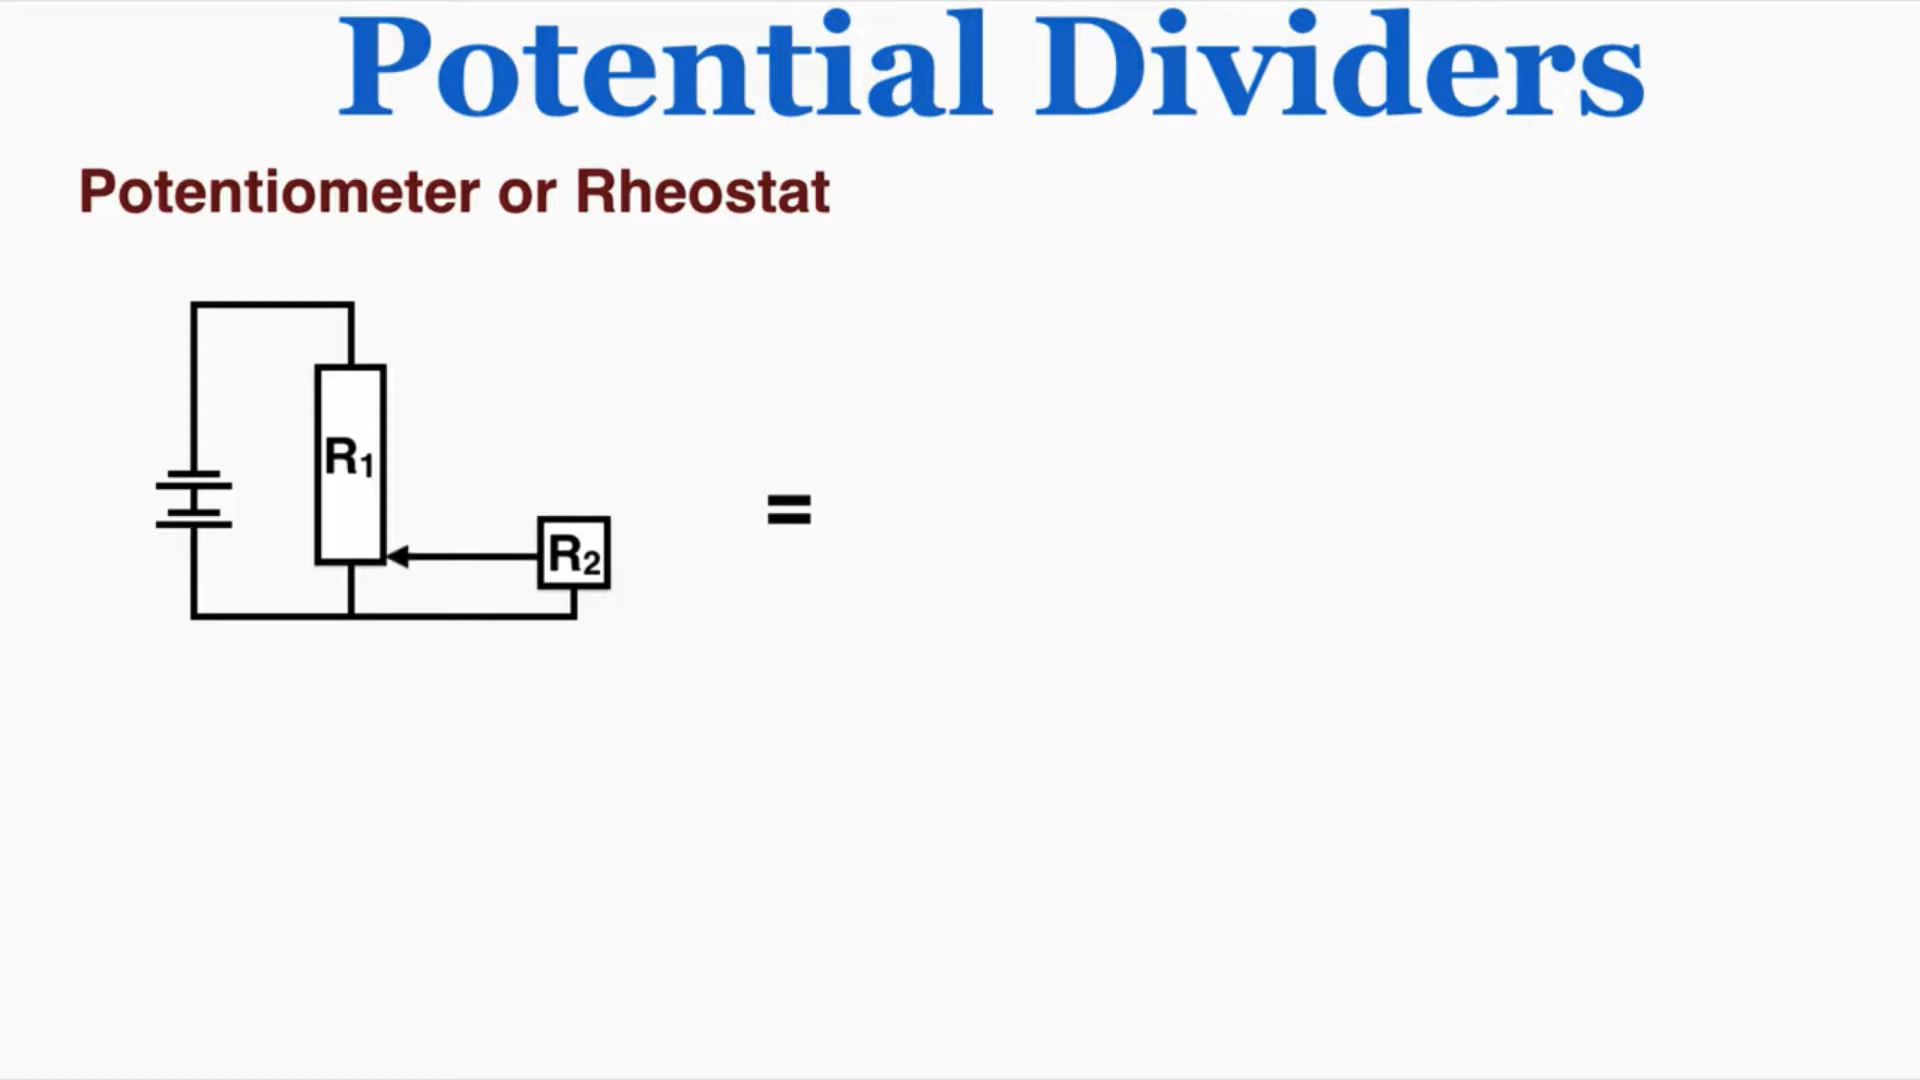 Potential Dividers
Potentiometer or Rheostat
R₁
R₂
=